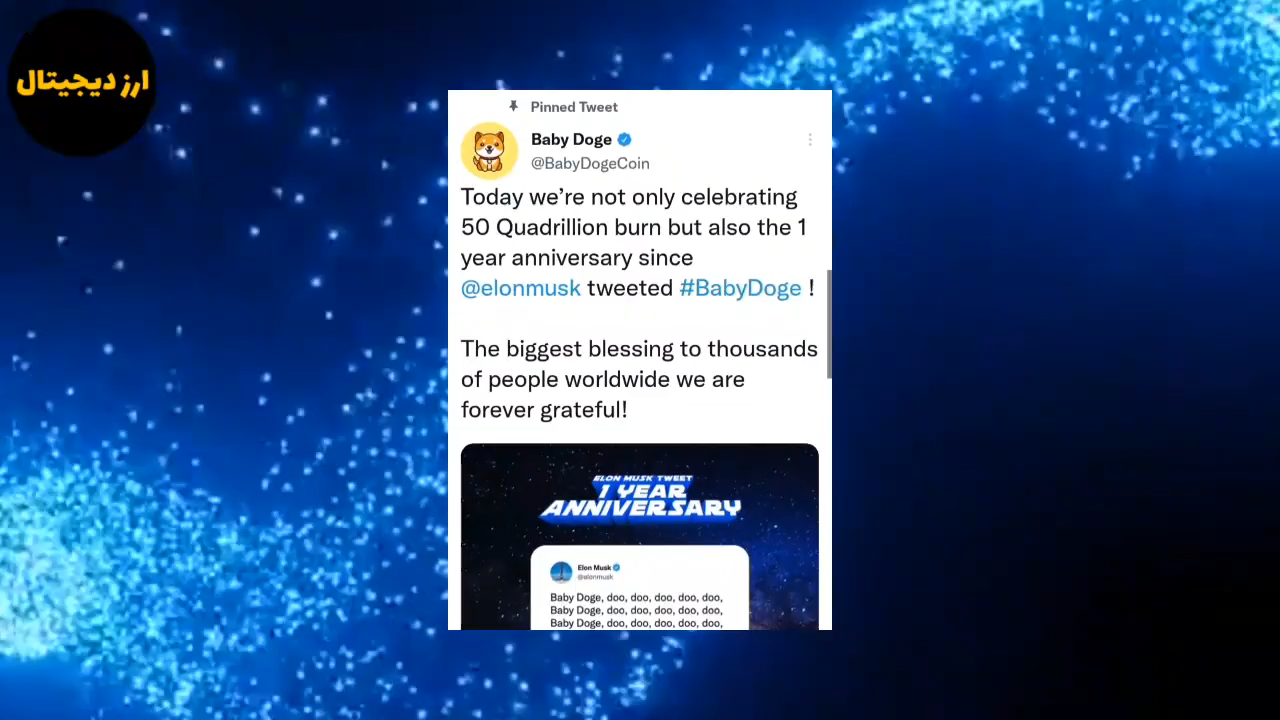 ارز دیجیتال
Pinned Tweet
Baby Doge
@BabyDogeCoin
Today we're not only celebrating
50 Quadrillion burn but also the 1
year anniversary since
@elonmusk tweeted #BabyDoge !
The biggest blessing to thousands
of people worldwide we are
forever grateful!
ELON MUSK TWEET
1 YEAR
ANNIVERSARY
Elon Musk
@elonmusk
Baby Doge, doo, doo, doo, doo, doo,
Baby Doge, doo, doo, doo, doo, doo,
Baby Doge, doo, doo, doo, doo, doo,